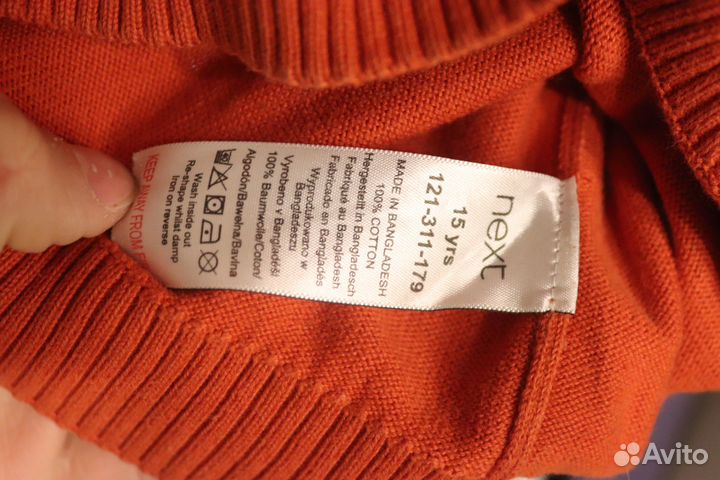 next
15 yrs
121-311-179
MADE IN BANGLADESH
100% COTTON
Hergestellt in Bangladesch
Fabriqué au Bangladesh
Fabricado en Bangladés
Wyprodukowano w
Bangladeszu
Vyrobeno v Bangladéši
100% Baumwolle/Coton/
Algodón/Bawełna/Bavlna
Wash inside out
Re-shape whilst damp
Iron on reverse
KEEP AWAY FROM
Avito